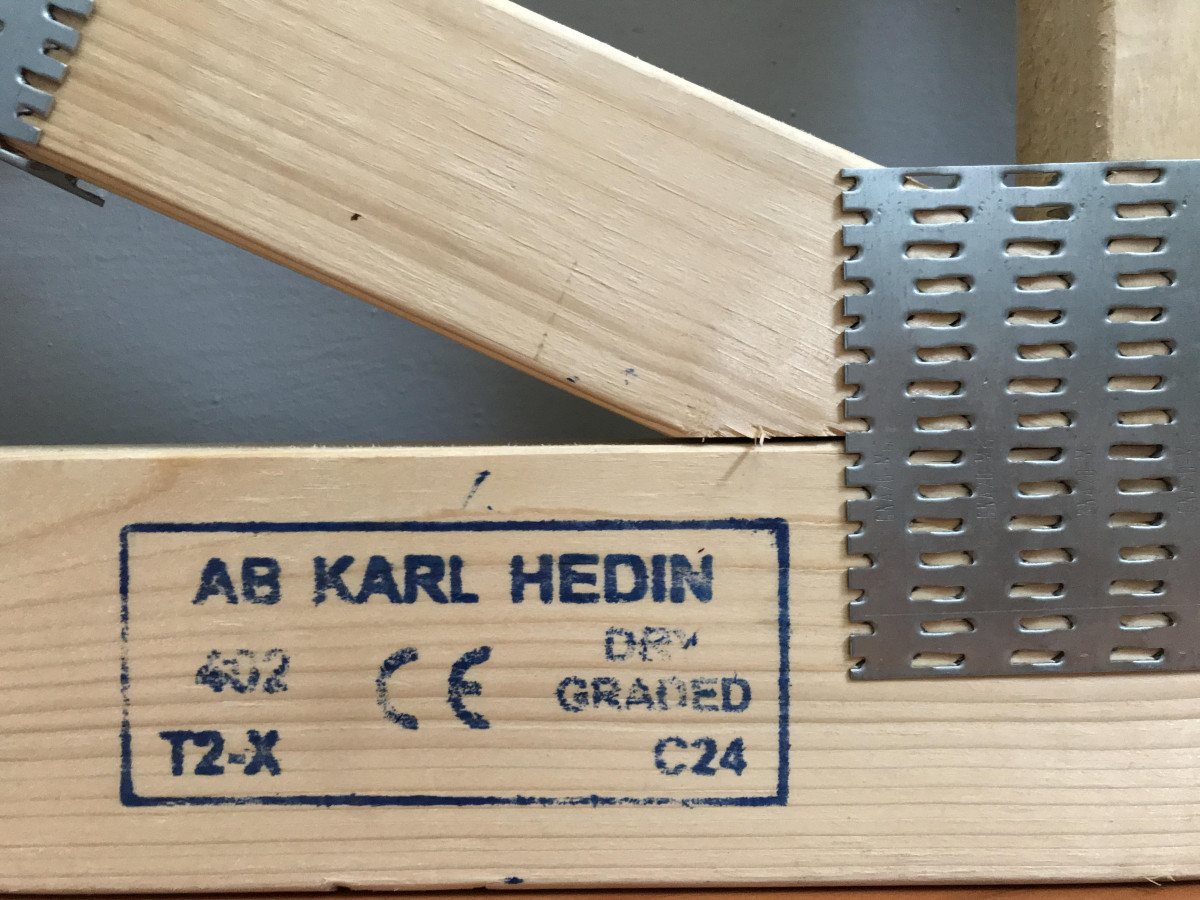 AB KARL HEDIN
402 CE DRY
GRADED
T2-X C24